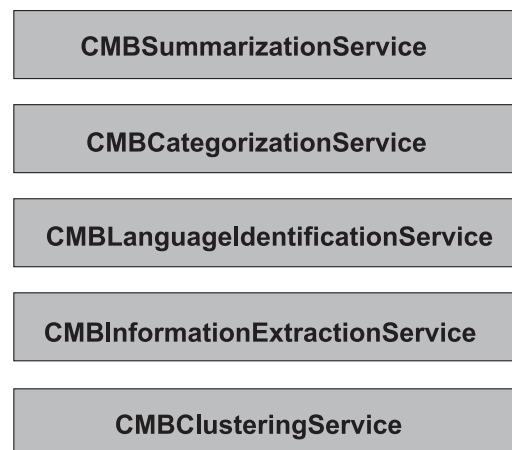 CMBSummarizationService
CMBCategorizationService
CMBLanguageIdentificationService
CMBInformationExtractionService
CMBClusteringService